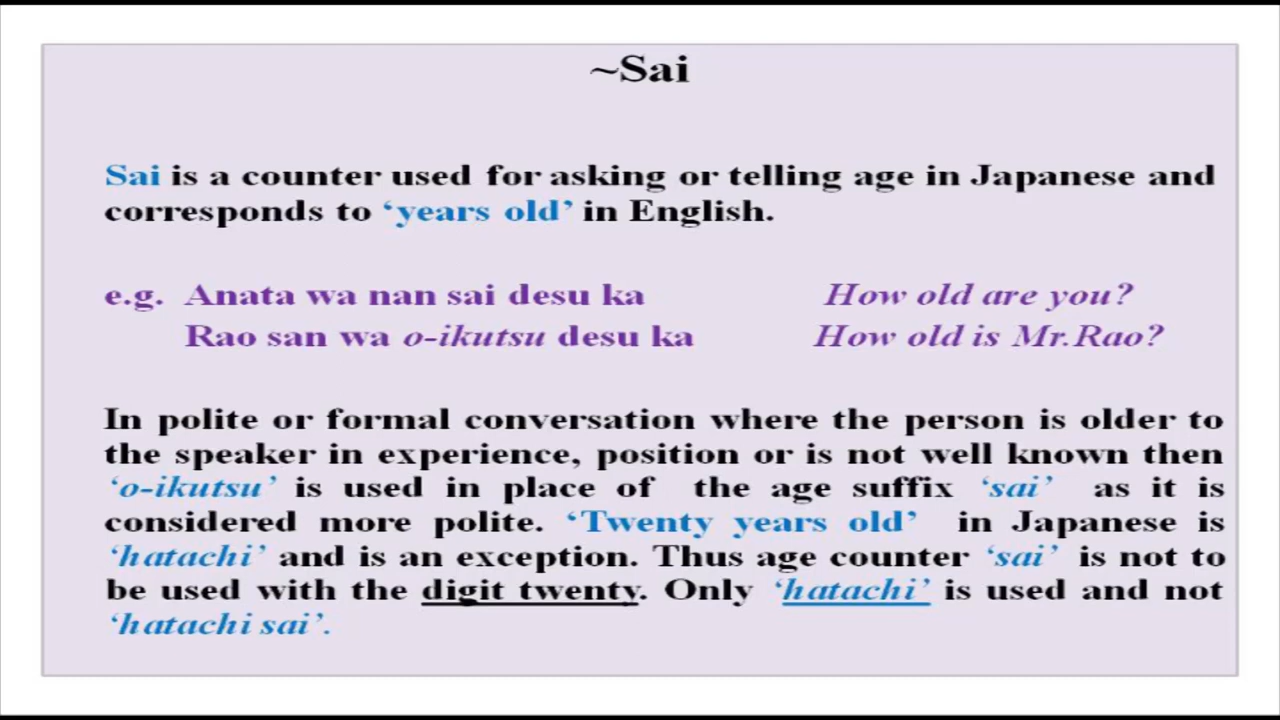 ~Sai
Sai is a counter used for asking or telling age in Japanese and
corresponds to ‘years old’ in English.
e.g. Anata wa nan sai desu ka How old are you?
Rao san wa o-ikutsu desu ka How old is Mr.Rao?
In polite or formal conversation where the person is older to
the speaker in experience, position or is not well known then
‘o-ikutsu’ is used in place of the age suffix ‘sai’ as it is
considered more polite. ‘Twenty years old’ in Japanese is
‘hatachi’ and is an exception. Thus age counter ‘sai’ is not to
be used with the digit twenty. Only ‘hatachi’ is used and not
‘hatachi sai’.